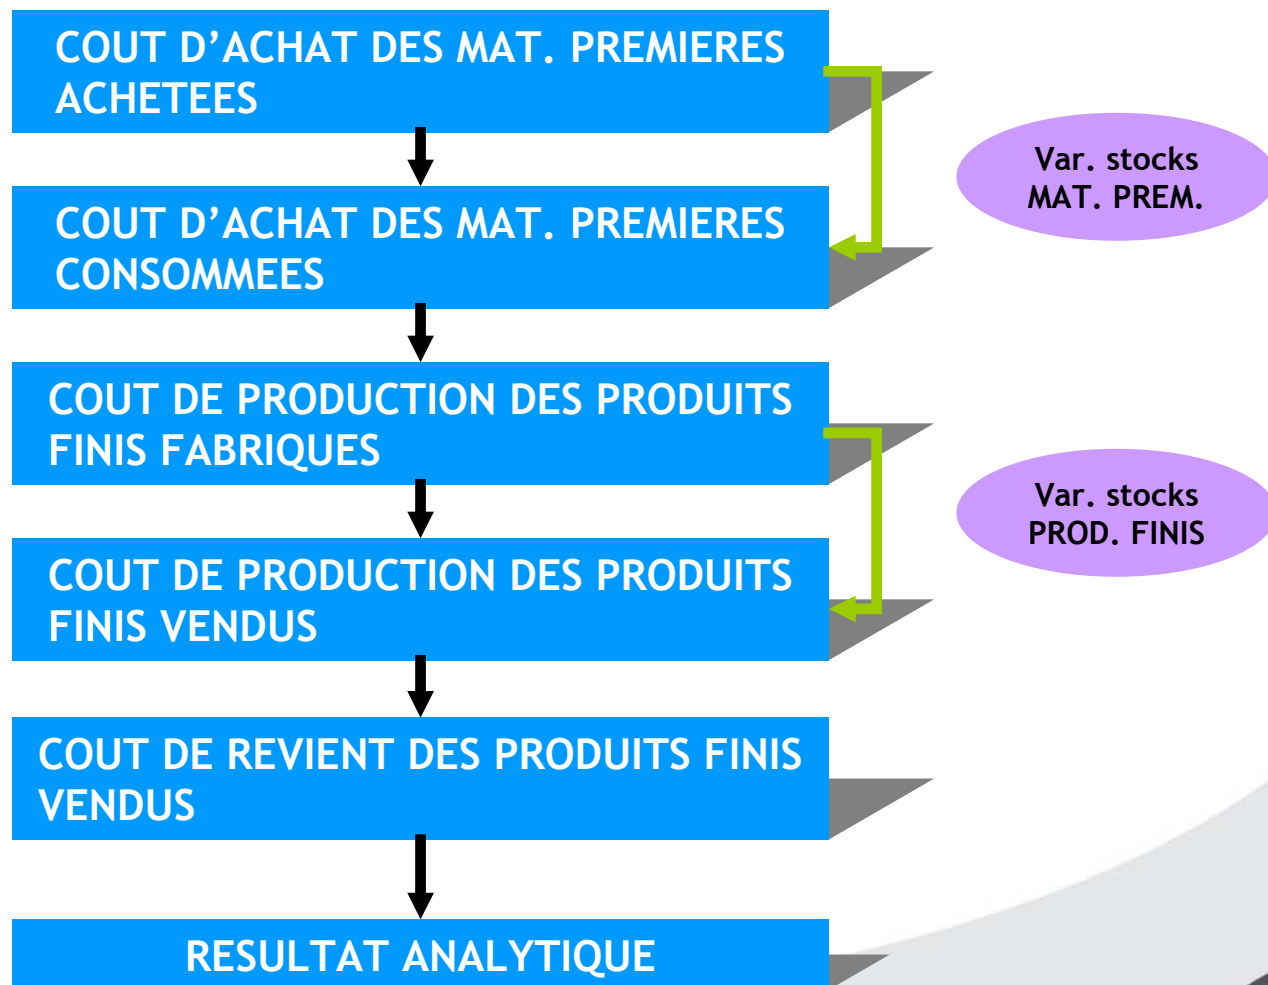 COUT D’ACHAT DES MAT. PREMIERES
ACHETEES
Var. stocks
MAT. PREM.
COUT D’ACHAT DES MAT. PREMIERES
CONSOMMEES
COUT DE PRODUCTION DES PRODUITS
FINIS FABRIQUES
Var. stocks
PROD. FINIS
COUT DE PRODUCTION DES PRODUITS
FINIS VENDUS
COUT DE REVIENT DES PRODUITS FINIS
VENDUS
RESULTAT ANALYTIQUE